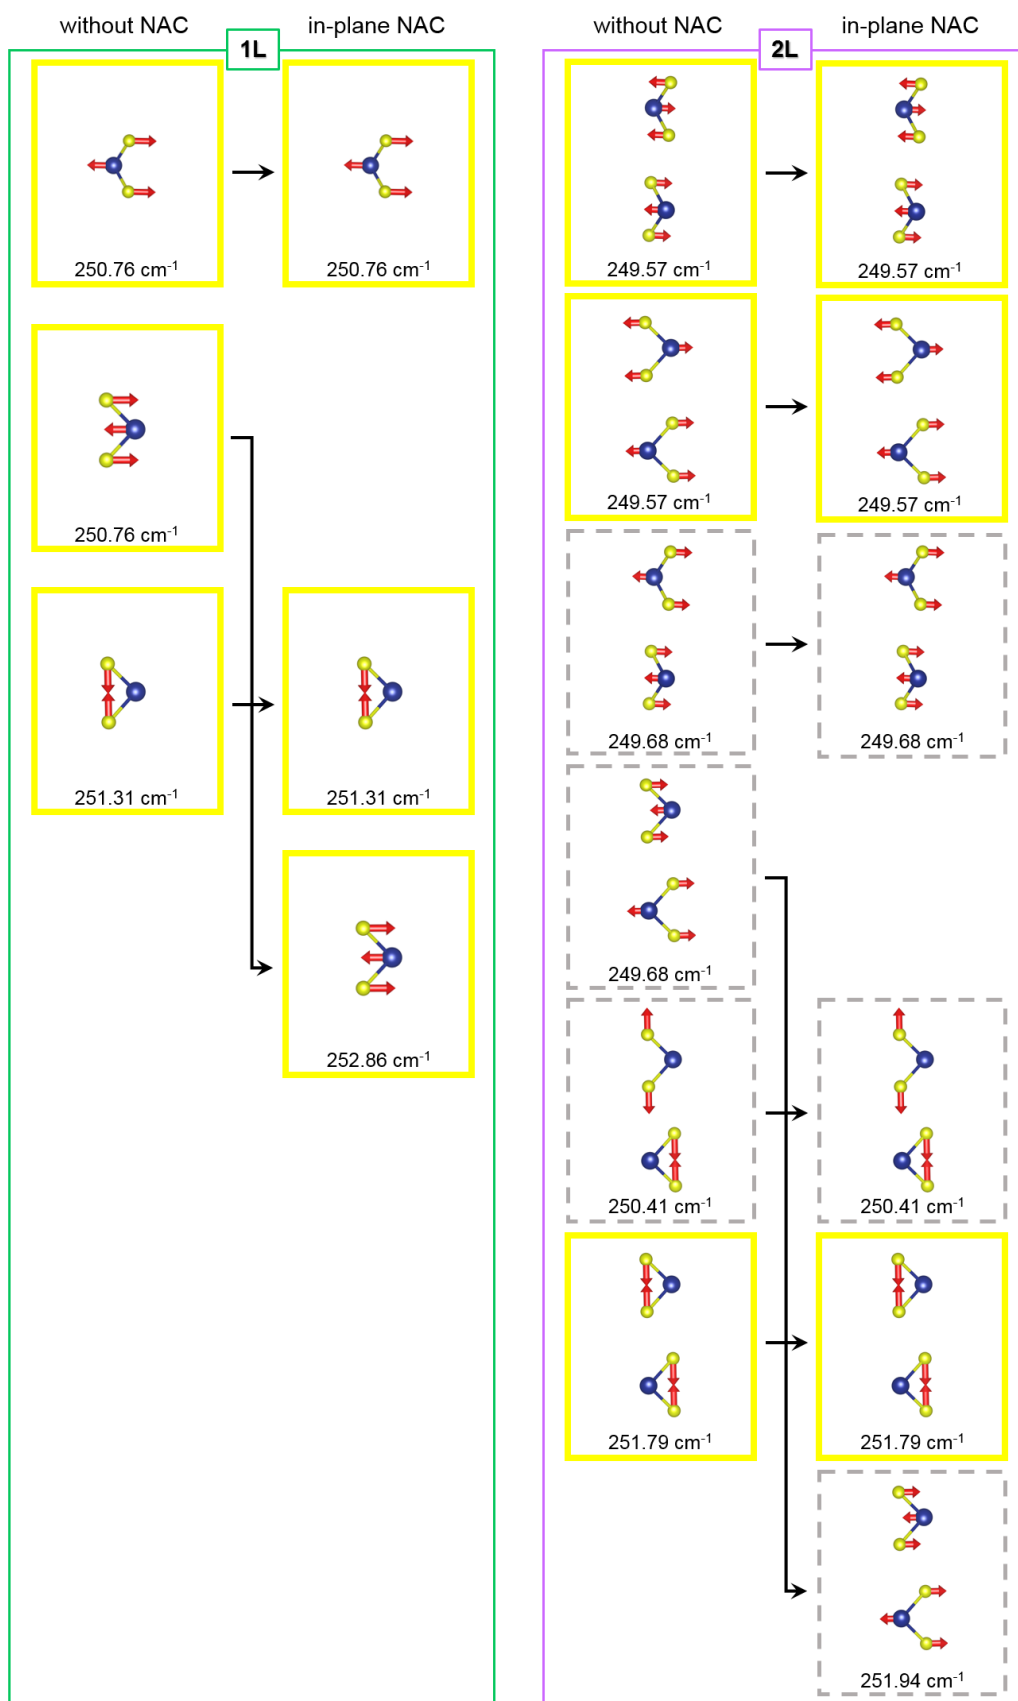 without NAC
in-plane NAC
1L
250.76 cm⁻¹
250.76 cm⁻¹
250.76 cm⁻¹
251.31 cm⁻¹
251.31 cm⁻¹
252.86 cm⁻¹
without NAC
in-plane NAC
2L
249.57 cm⁻¹
249.57 cm⁻¹
249.57 cm⁻¹
249.57 cm⁻¹
249.68 cm⁻¹
249.68 cm⁻¹
249.68 cm⁻¹
250.41 cm⁻¹
250.41 cm⁻¹
251.79 cm⁻¹
251.79 cm⁻¹
251.94 cm⁻¹